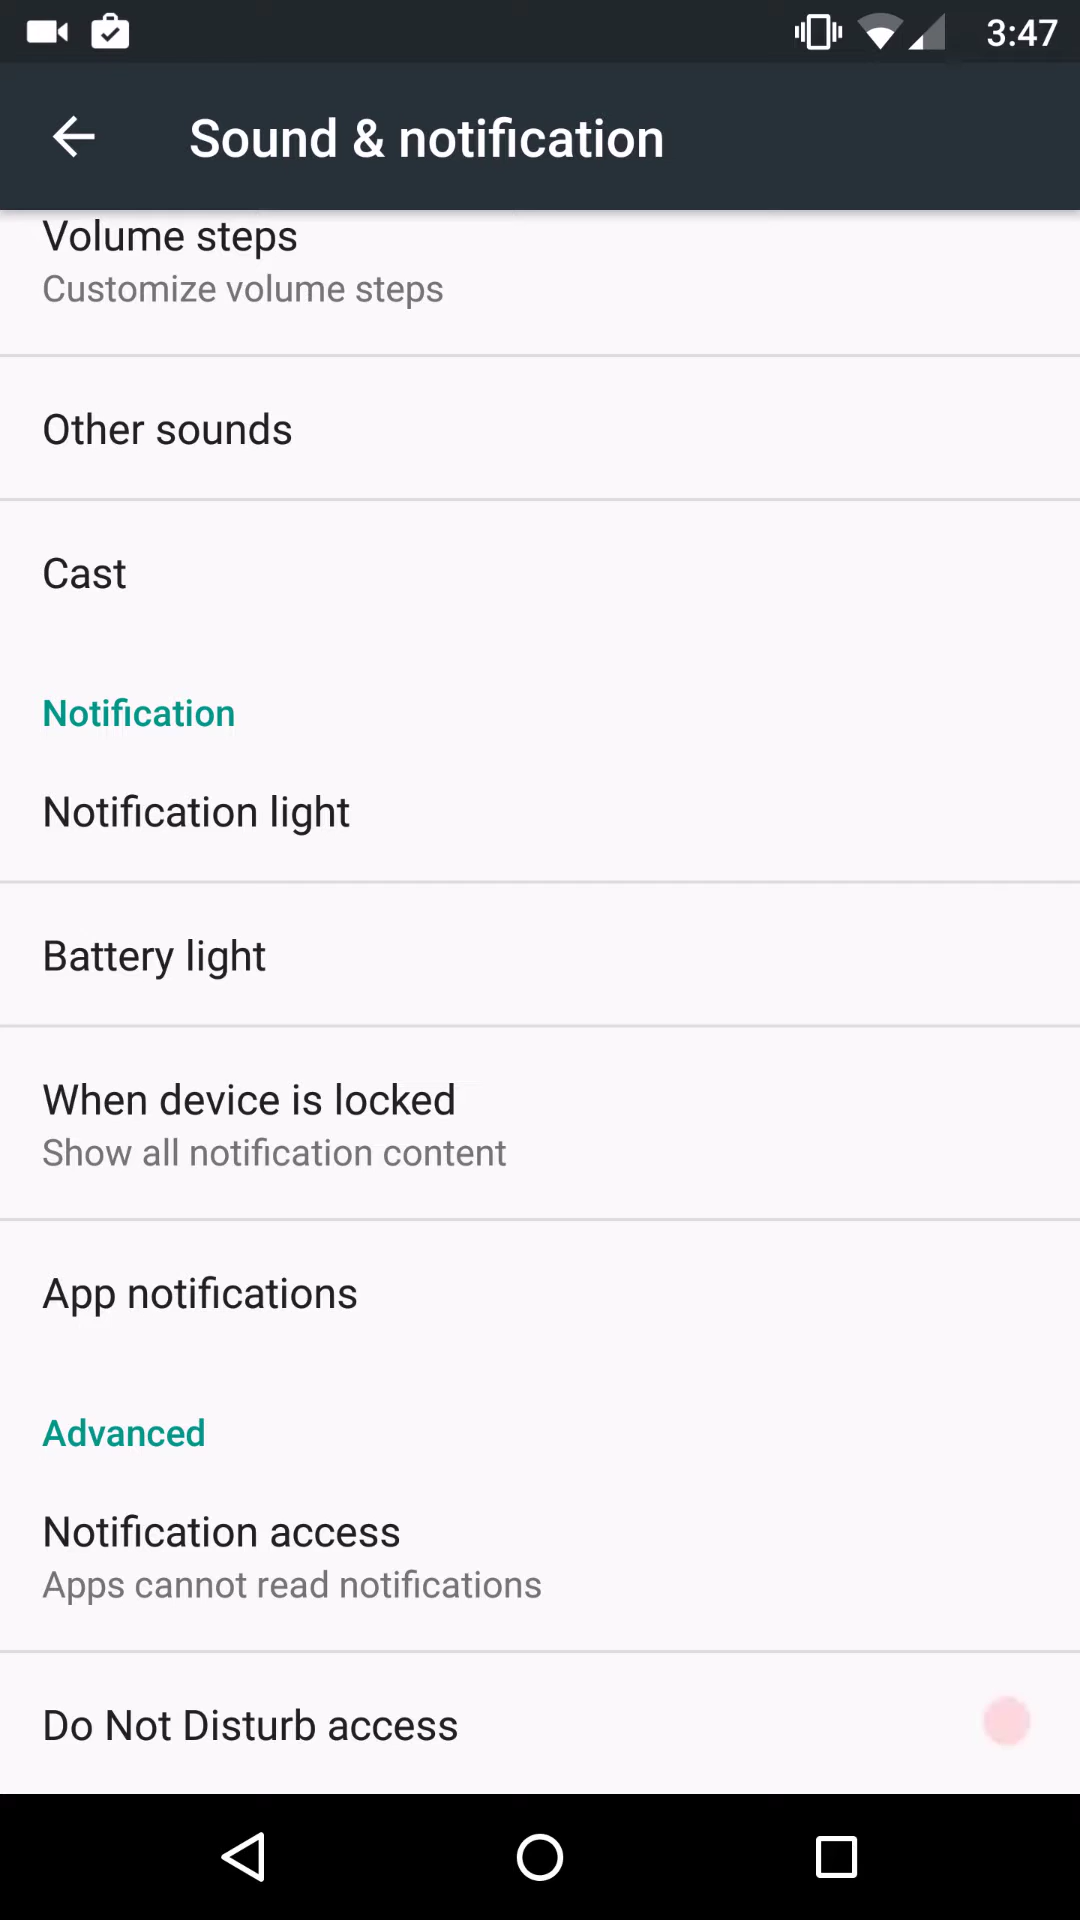 3:47
Sound & notification
Volume steps
Customize volume steps
Other sounds
Cast
Notification
Notification light
Battery light
When device is locked
Show all notification content
App notifications
Advanced
Notification access
Apps cannot read notifications
Do Not Disturb access